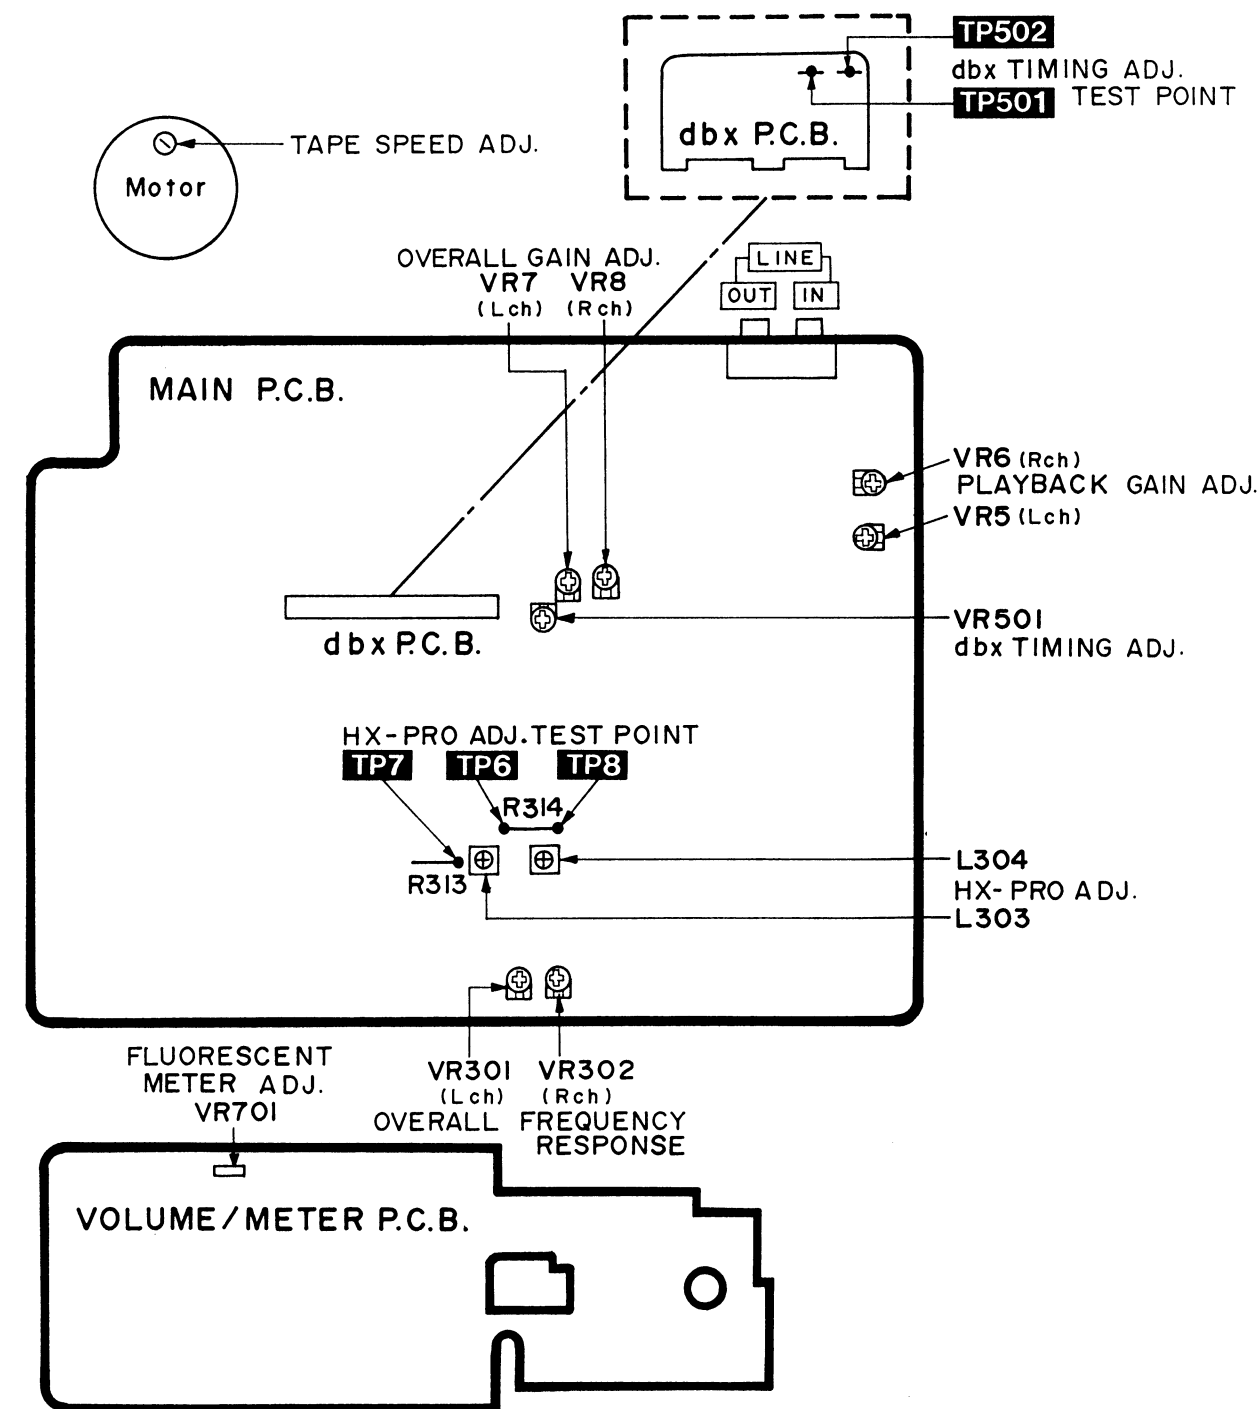 TP502
dbx TIMING ADJ.
TP501 TEST POINT
dbx P.C.B.
TAPE SPEED ADJ.
Motor
OVERALL GAIN ADJ.
VR7 VR8
(Lch) (Rch)
LINE
OUT IN
MAIN P.C.B.
VR6 (Rch)
PLAYBACK GAIN ADJ.
VR5 (Lch)
VR501
dbx TIMING ADJ.
dbx P.C.B.
HX-PRO ADJ. TEST POINT
TP7 TP6 TP8
R314
R313
L304
HX-PRO ADJ.
L303
FLUORESCENT
METER ADJ.
VR701
VR301 VR302
(Lch) (Rch)
OVERALL FREQUENCY
RESPONSE
VOLUME/METER P.C.B.